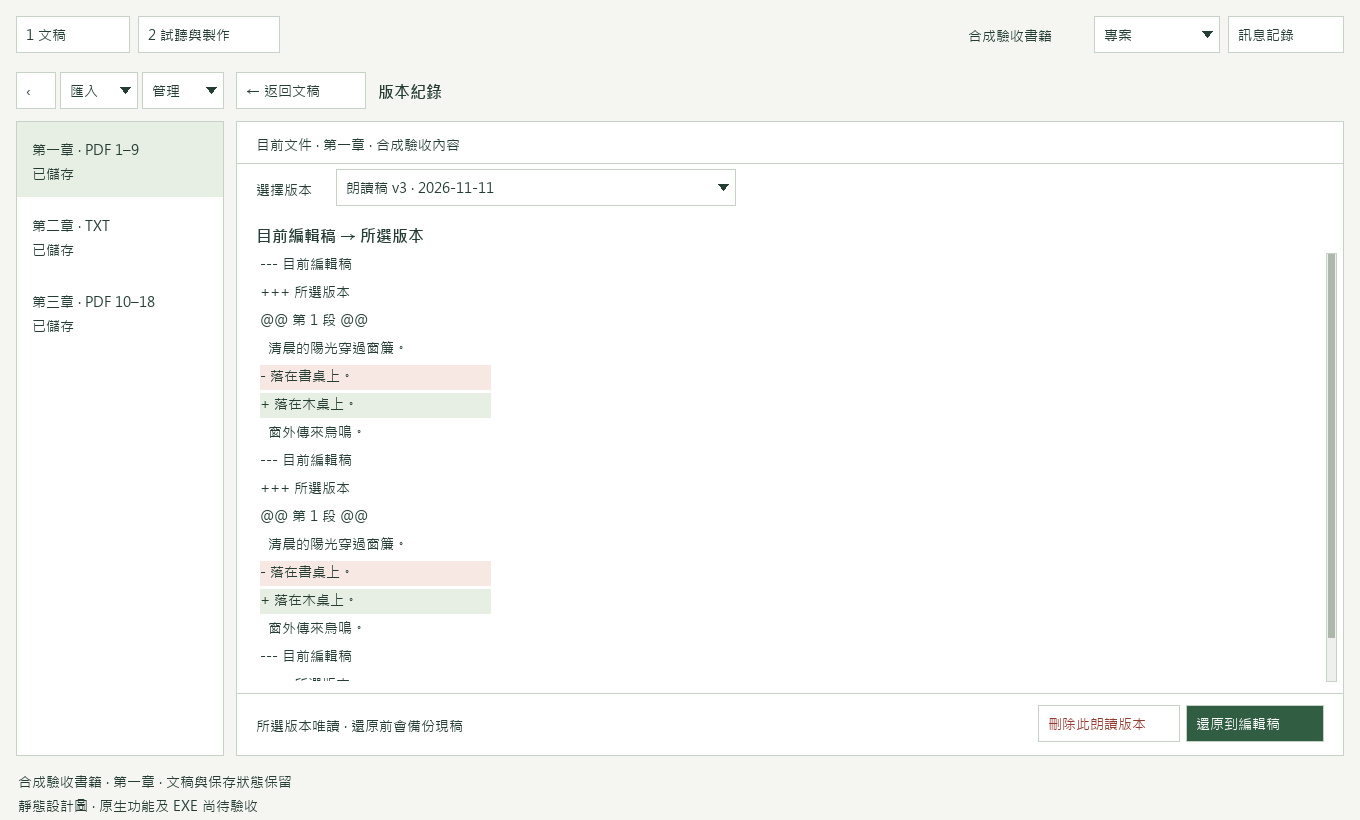 1 文稿
2 試聽與製作
合成驗收書籍
專案
訊息記錄
‹
匯入
管理
← 返回文稿
版本紀錄
第一章 · PDF 1–9
已儲存
第二章 · TXT
已儲存
第三章 · PDF 10–18
已儲存
目前文件 · 第一章 · 合成驗收內容
選擇版本
朗讀稿 v3 · 2026-11-11
目前編輯稿 → 所選版本
--- 目前編輯稿
+++ 所選版本
@@ 第 1 段 @@
清晨的陽光穿過窗簾。
- 落在書桌上。
+ 落在木桌上。
窗外傳來鳥鳴。
--- 目前編輯稿
+++ 所選版本
@@ 第 1 段 @@
清晨的陽光穿過窗簾。
- 落在書桌上。
+ 落在木桌上。
窗外傳來鳥鳴。
--- 目前編輯稿
所選版本唯讀 · 還原前會備份現稿
刪除此朗讀版本
還原到編輯稿
合成驗收書籍 · 第一章 · 文稿與保存狀態保留
靜態設計圖 · 原生功能及 EXE 尚待驗收